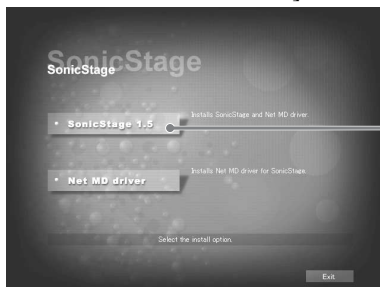 SonicStage
SonicStage
SonicStage 1.5
Installs SonicStage and Net MD driver.
Net MD driver
Installs Net MD driver for SonicStage.
Select the install option.
Exit